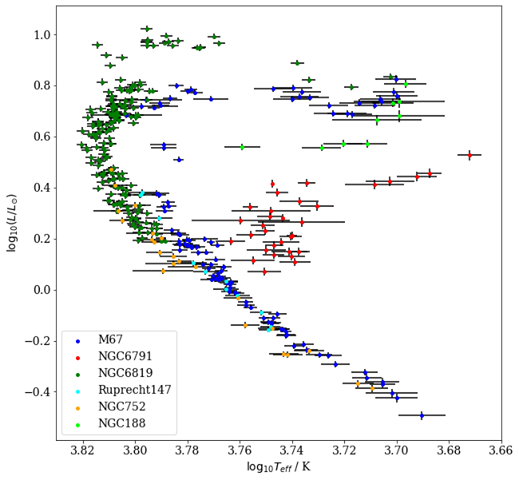 log₁₀(L/L☉)
1.0
0.8
0.6
0.4
0.2
0.0
−0.2
−0.4
M67
NGC6791
NGC6819
Ruprecht147
NGC752
NGC188
3.82 3.80 3.78 3.76 3.74 3.72 3.70 3.68 3.66
log₁₀T_eff / K